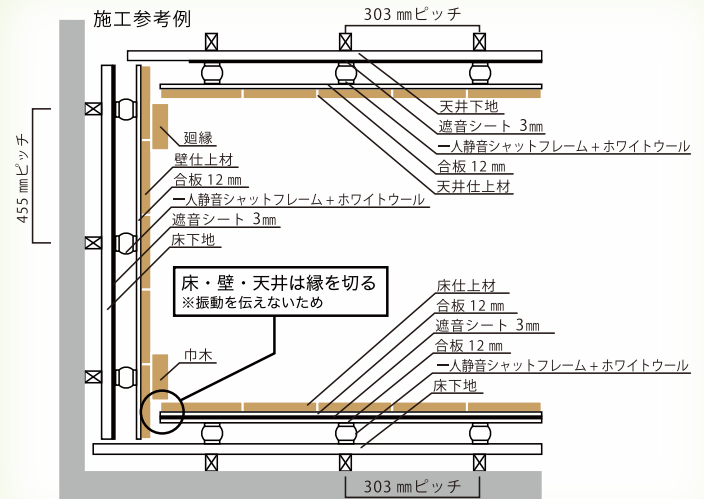 施工参考例
303 ㎜ピッチ
天井下地
遮音シート 3㎜
一人静音シャットフレーム + ホワイトウール
合板 12 ㎜
天井仕上材
廻縁
壁仕上材
合板 12 ㎜
一人静音シャットフレーム + ホワイトウール
遮音シート 3㎜
床下地
455 ㎜ピッチ
床・壁・天井は縁を切る
※振動を伝えないため
床仕上材
合板 12 ㎜
遮音シート 3㎜
合板 12 ㎜
一人静音シャットフレーム + ホワイトウール
床下地
巾木
303 ㎜ピッチ